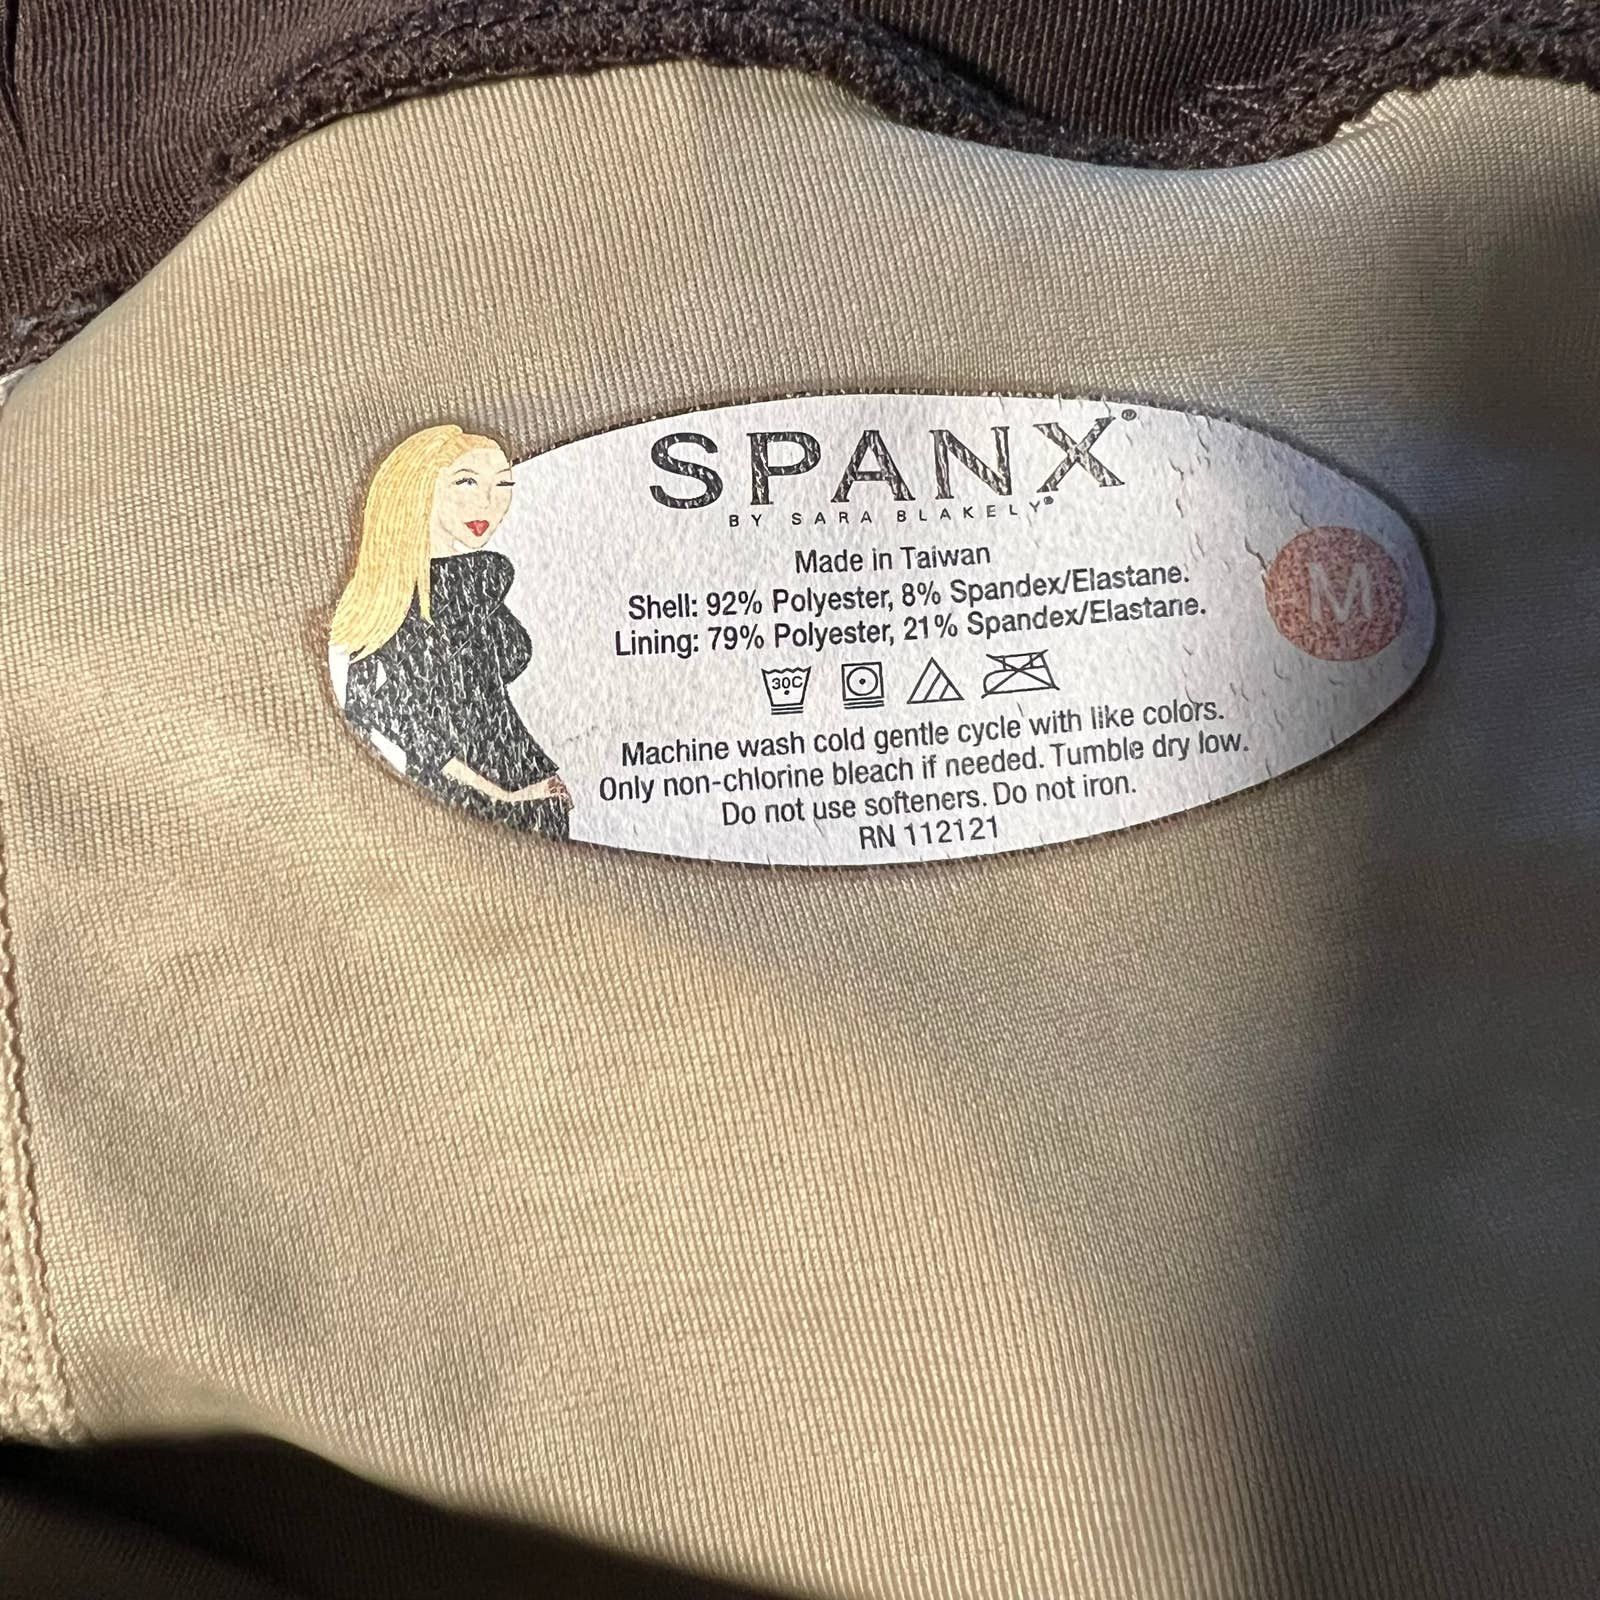 SPANX®
BY SARA BLAKELY®
Made in Taiwan
Shell: 92% Polyester, 8% Spandex/Elastane.
Lining: 79% Polyester, 21% Spandex/Elastane.
M
30C
Machine wash cold gentle cycle with like colors.
Only non-chlorine bleach if needed. Tumble dry low.
Do not use softeners. Do not iron.
RN 112121